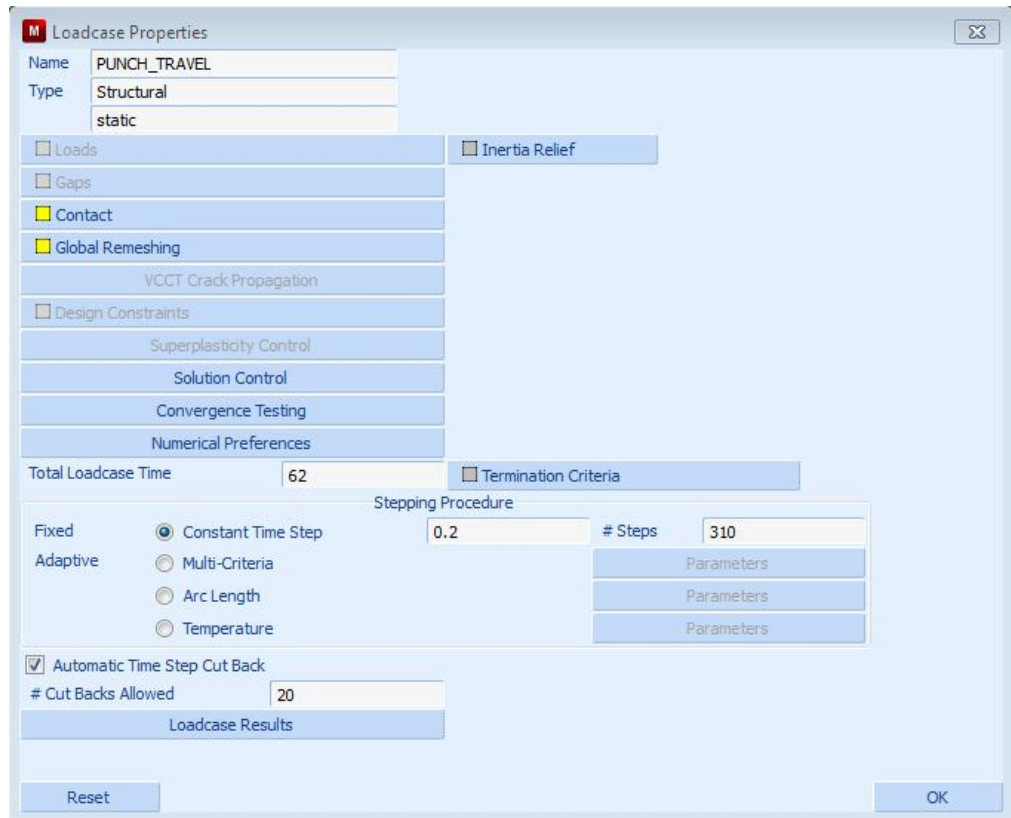 M Loadcase Properties
Name PUNCH_TRAVEL
Type Structural
static
Loads Inertia Relief
Gaps
Contact
Global Remeshing
VCCT Crack Propagation
Design Constraints
Superplasticity Control
Solution Control
Convergence Testing
Numerical Preferences
Total Loadcase Time 62 Termination Criteria
Stepping Procedure
Fixed Constant Time Step 0.2 # Steps 310
Adaptive Multi-Criteria Parameters
Arc Length Parameters
Temperature Parameters
Automatic Time Step Cut Back
# Cut Backs Allowed 20
Loadcase Results
Reset OK